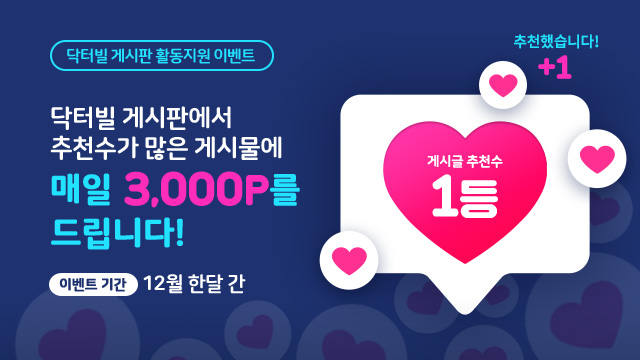 닥터빌 게시판 활동지원 이벤트
닥터빌 게시판에서
추천수가 많은 게시물에
매일 3,000P를
드립니다!
이벤트 기간 12월 한달 간
추천했습니다!
+1
게시글 추천수
1등